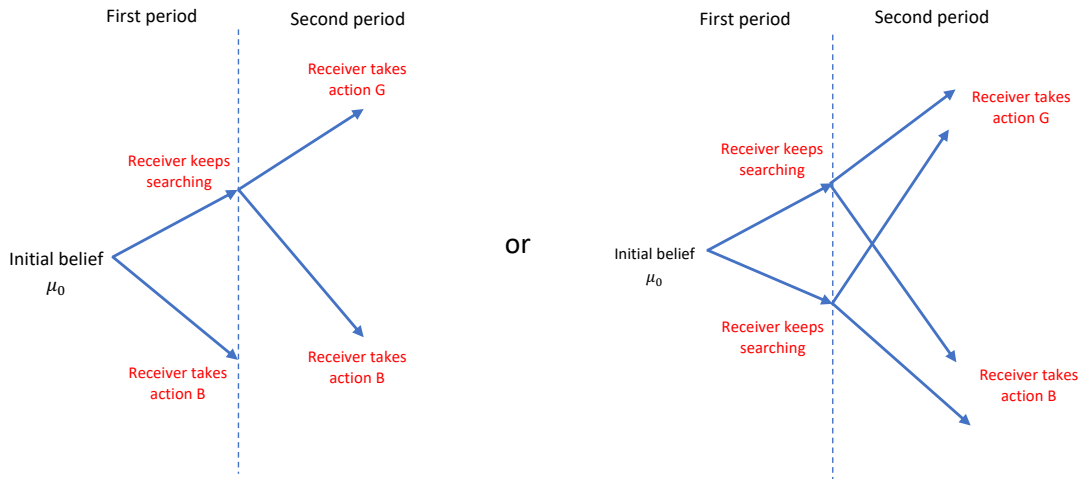 First period
Second period
Receiver takes
action G
Receiver keeps
searching
Initial belief
μ₀
Receiver takes
action B
Receiver takes
action B
or
First period
Second period
Receiver takes
action G
Receiver keeps
searching
Initial belief
μ₀
Receiver keeps
searching
Receiver takes
action B